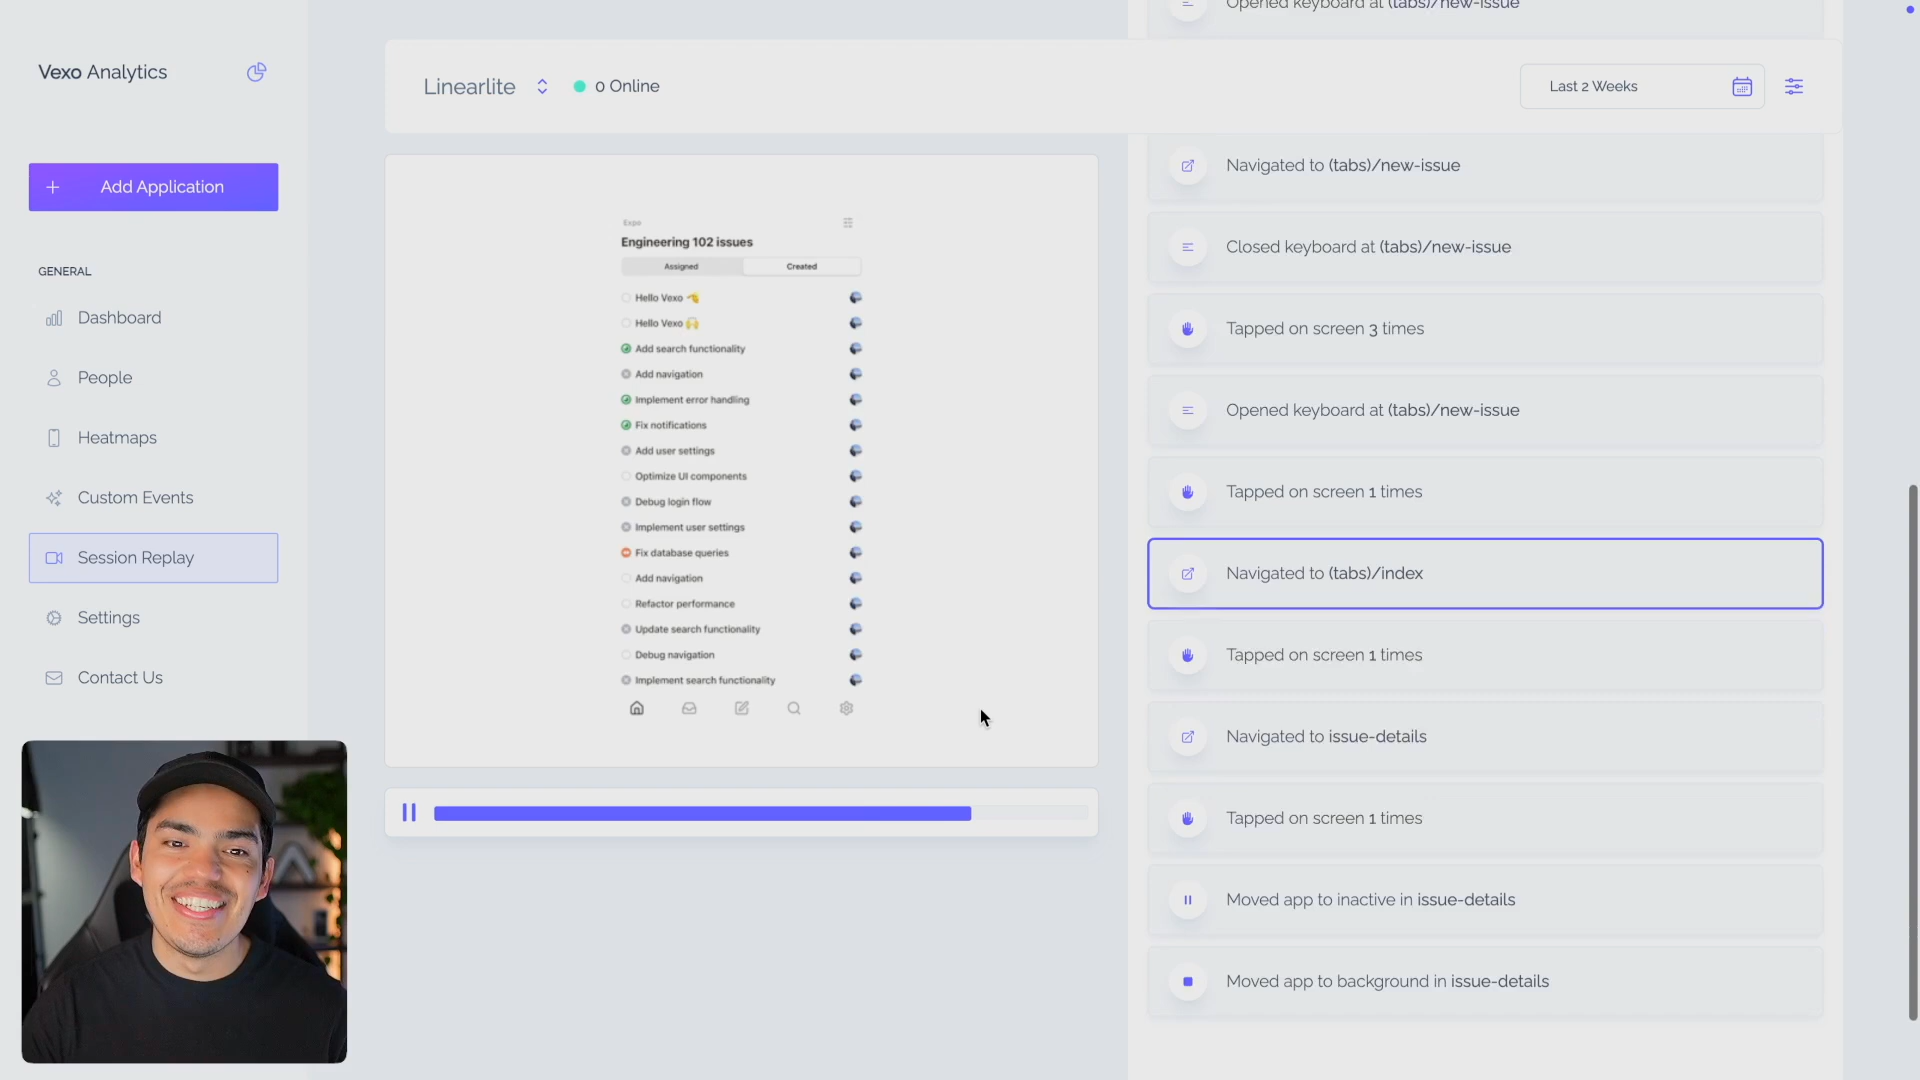 Vexo Analytics
Add Application
GENERAL
Dashboard
People
Heatmaps
Custom Events
Session Replay
Settings
Contact Us
Linearlite
0 Online
Last 2 Weeks
Expo
Engineering 102 issues
Assigned
Created
Hello Vexo
Hello Vexo
Add search functionality
Add navigation
Implement error handling
Fix notifications
Add user settings
Optimize UI components
Debug login flow
Implement user settings
Fix database queries
Add navigation
Refactor performance
Update search functionality
Debug navigation
Implement search functionality
Opened keyboard at (tabs)/new-issue
Navigated to (tabs)/new-issue
Closed keyboard at (tabs)/new-issue
Tapped on screen 3 times
Opened keyboard at (tabs)/new-issue
Tapped on screen 1 times
Navigated to (tabs)/index
Tapped on screen 1 times
Navigated to issue-details
Tapped on screen 1 times
Moved app to inactive in issue-details
Moved app to background in issue-details